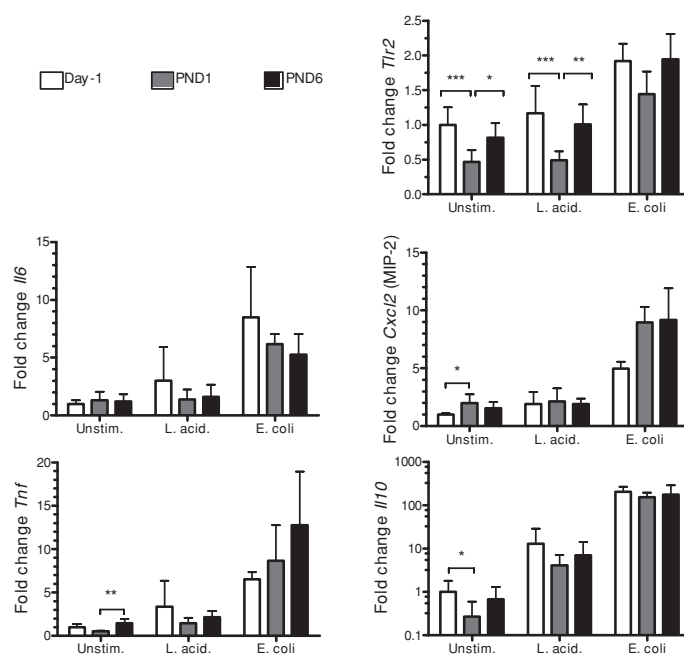 Day-1 PND1 PND6
Fold change Tlr2
2.5
2.0
1.5
1.0
0.5
0.0
*** * *** **
Unstim. L. acid. E. coli
Fold change Il6
15
10
5
0
Unstim. L. acid. E. coli
Fold change Cxcl2 (MIP-2)
15
10
5
0
*
Unstim. L. acid. E. coli
Fold change Tnf
20
15
10
5
0
**
Unstim. L. acid. E. coli
Fold change Il10
1000
100
10
1
0.1
*
Unstim. L. acid. E. coli